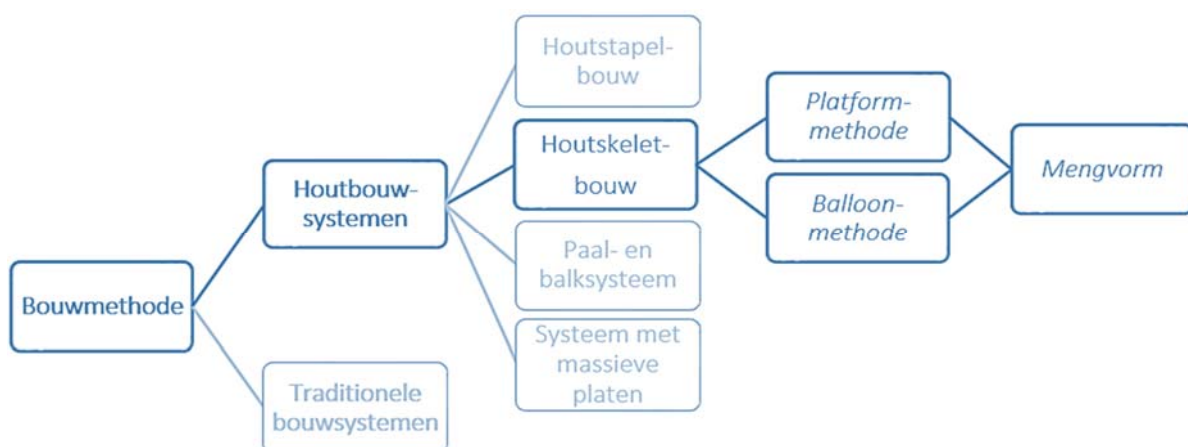 Bouwmethode
Houtbouw-
systemen
Traditionele
bouwsystemen
Houtstapel-
bouw
Houtskelet-
bouw
Paal- en
balksysteem
Systeem met
massieve
platen
Platform-
methode
Balloon-
methode
Mengvorm